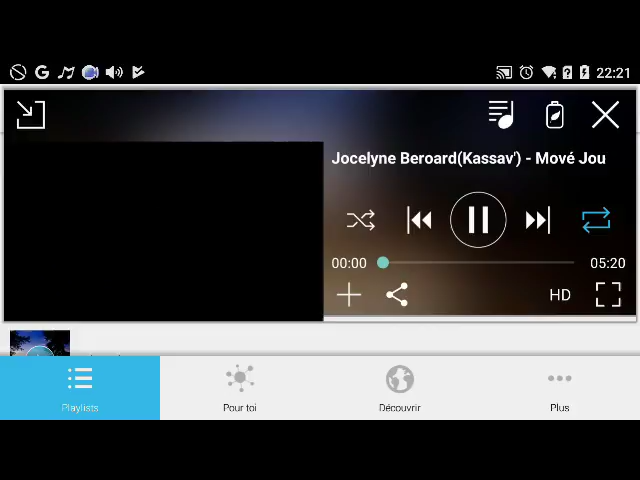 22:21
Jocelyne Beroard(Kassav') - Mové Jou
00:00
05:20
HD
Playlists
Pour toi
Découvrir
Plus